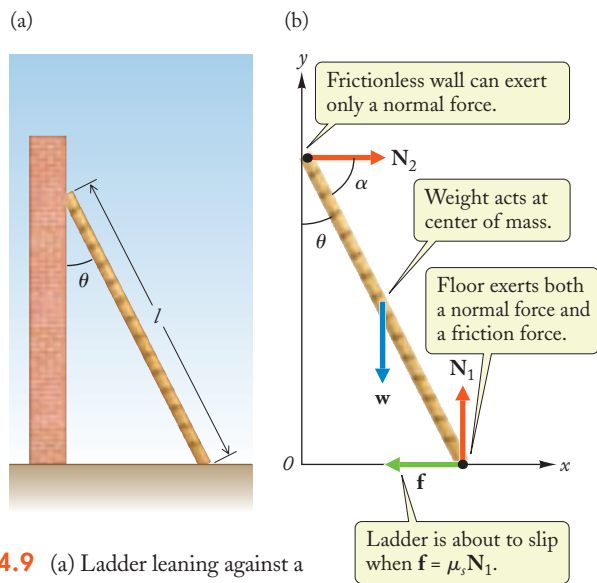 (a)
θ
l
(b)
y
Frictionless wall can exert
only a normal force.
N₂
α
θ
Weight acts at
center of mass.
Floor exerts both
a normal force and
a friction force.
N₁
w
O
x
f
Ladder is about to slip
when f = μₛN₁.
4.9 (a) Ladder leaning against a